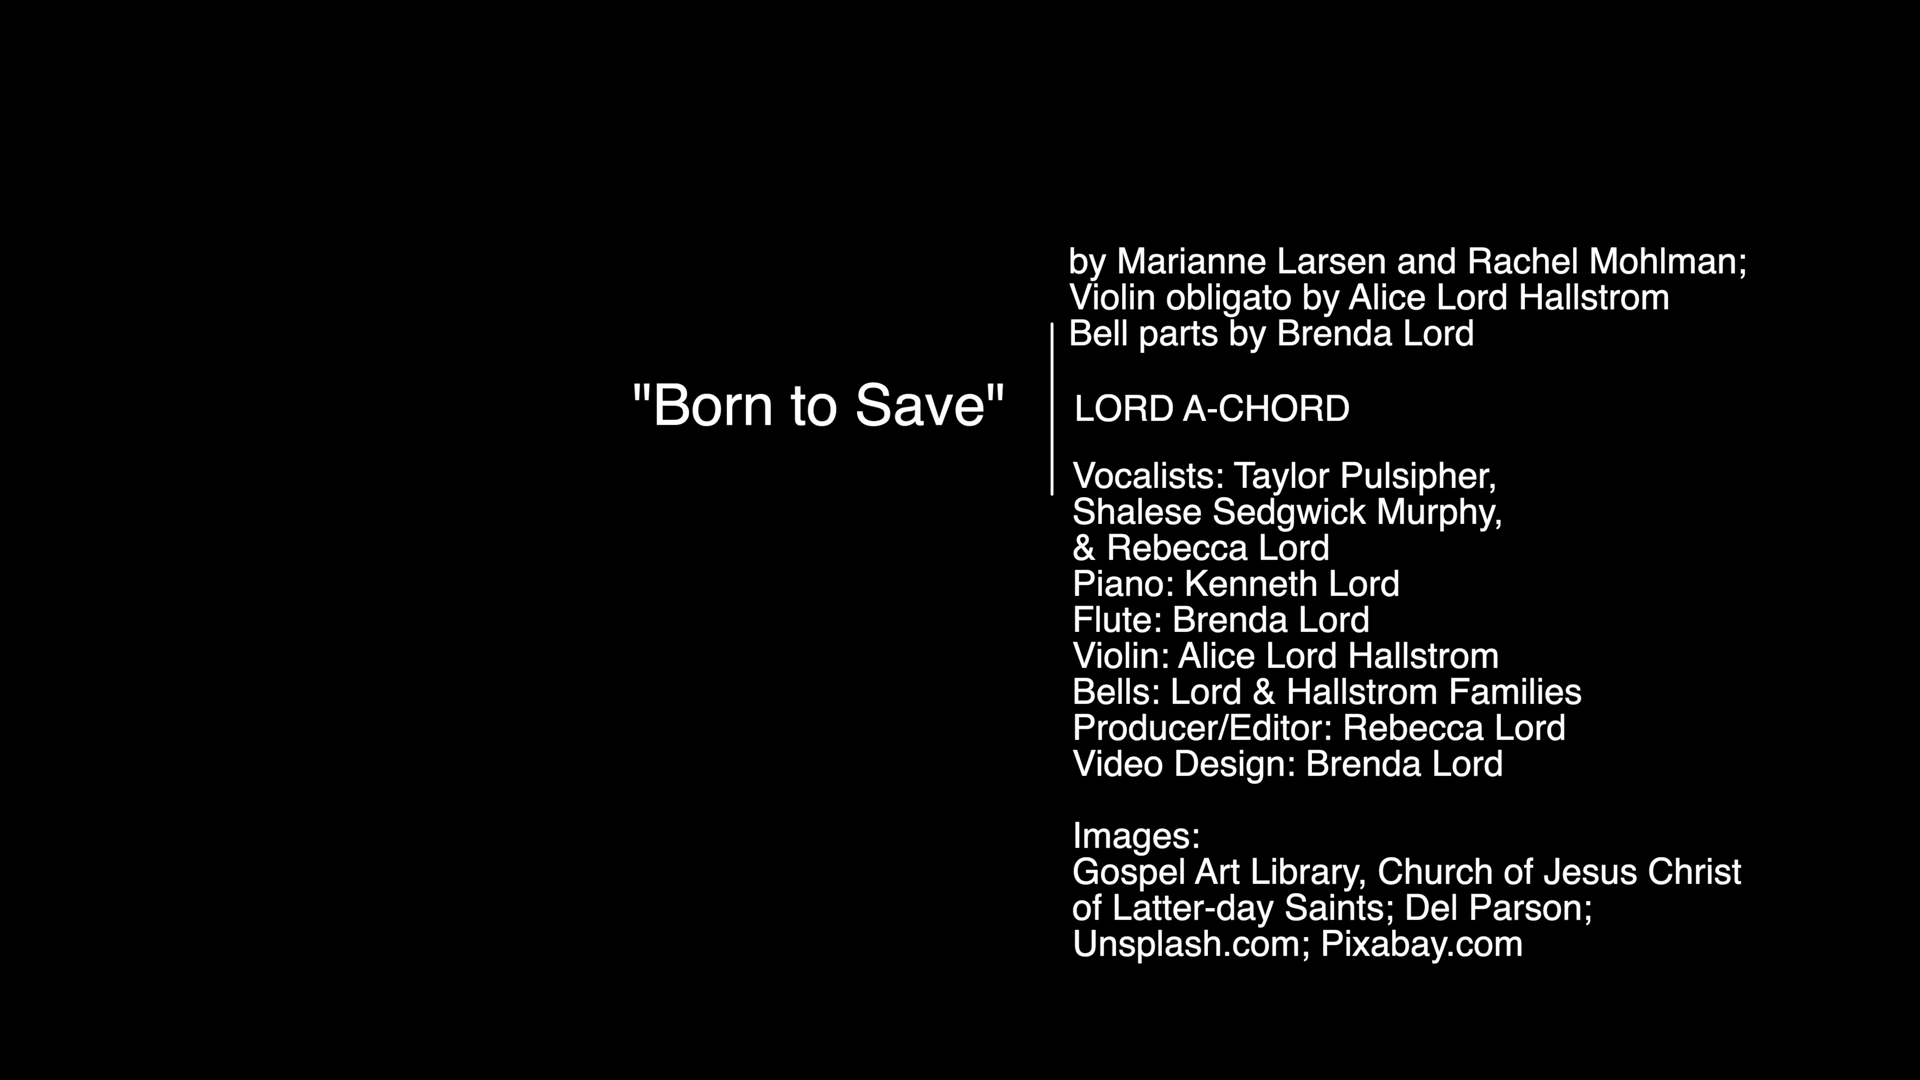 "Born to Save"
by Marianne Larsen and Rachel Mohlman;
Violin obligato by Alice Lord Hallstrom
Bell parts by Brenda Lord
LORD A-CHORD
Vocalists: Taylor Pulsipher,
Shalese Sedgwick Murphy,
& Rebecca Lord
Piano: Kenneth Lord
Flute: Brenda Lord
Violin: Alice Lord Hallstrom
Bells: Lord & Hallstrom Families
Producer/Editor: Rebecca Lord
Video Design: Brenda Lord
Images:
Gospel Art Library, Church of Jesus Christ
of Latter-day Saints; Del Parson;
Unsplash.com; Pixabay.com